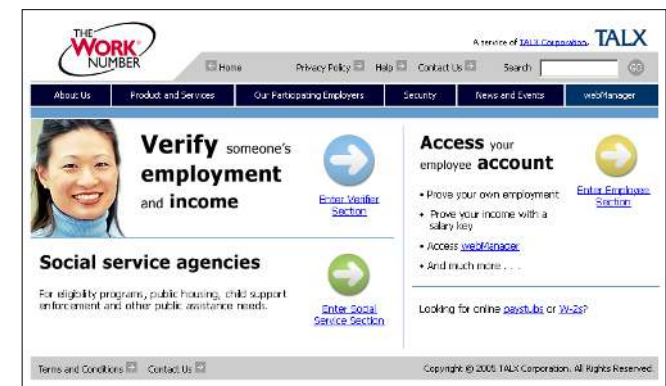 THE
WORK
NUMBER
A service of TALX Corporation. TALX
Home Privacy Policy Help Contact Us Search GO
About Us Product and Services Our Participating Employers Security News and Events webManager
Verify someone's
employment
and income
Enter Verifier
Section
Access your
employee account
• Prove your own employment
• Prove your income with a
salary key
• Access webManager
• And much more . . .
Enter Employee
Section
Social service agencies
For eligibility programs, public housing, child support
enforcement and other public assistance needs.
Enter Social
Service Section
Looking for online paystubs or W-2s?
Terms and Conditions Contact Us Copyright © 2005 TALX Corporation. All Rights Reserved.